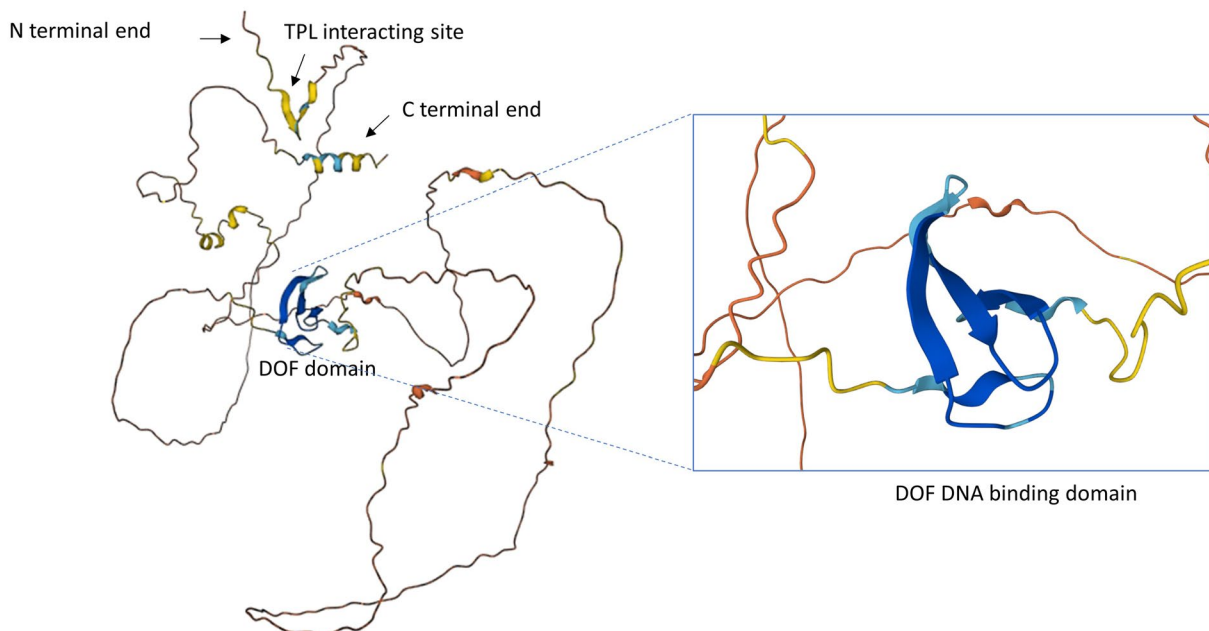 N terminal end
TPL interacting site
C terminal end
DOF domain
DOF DNA binding domain